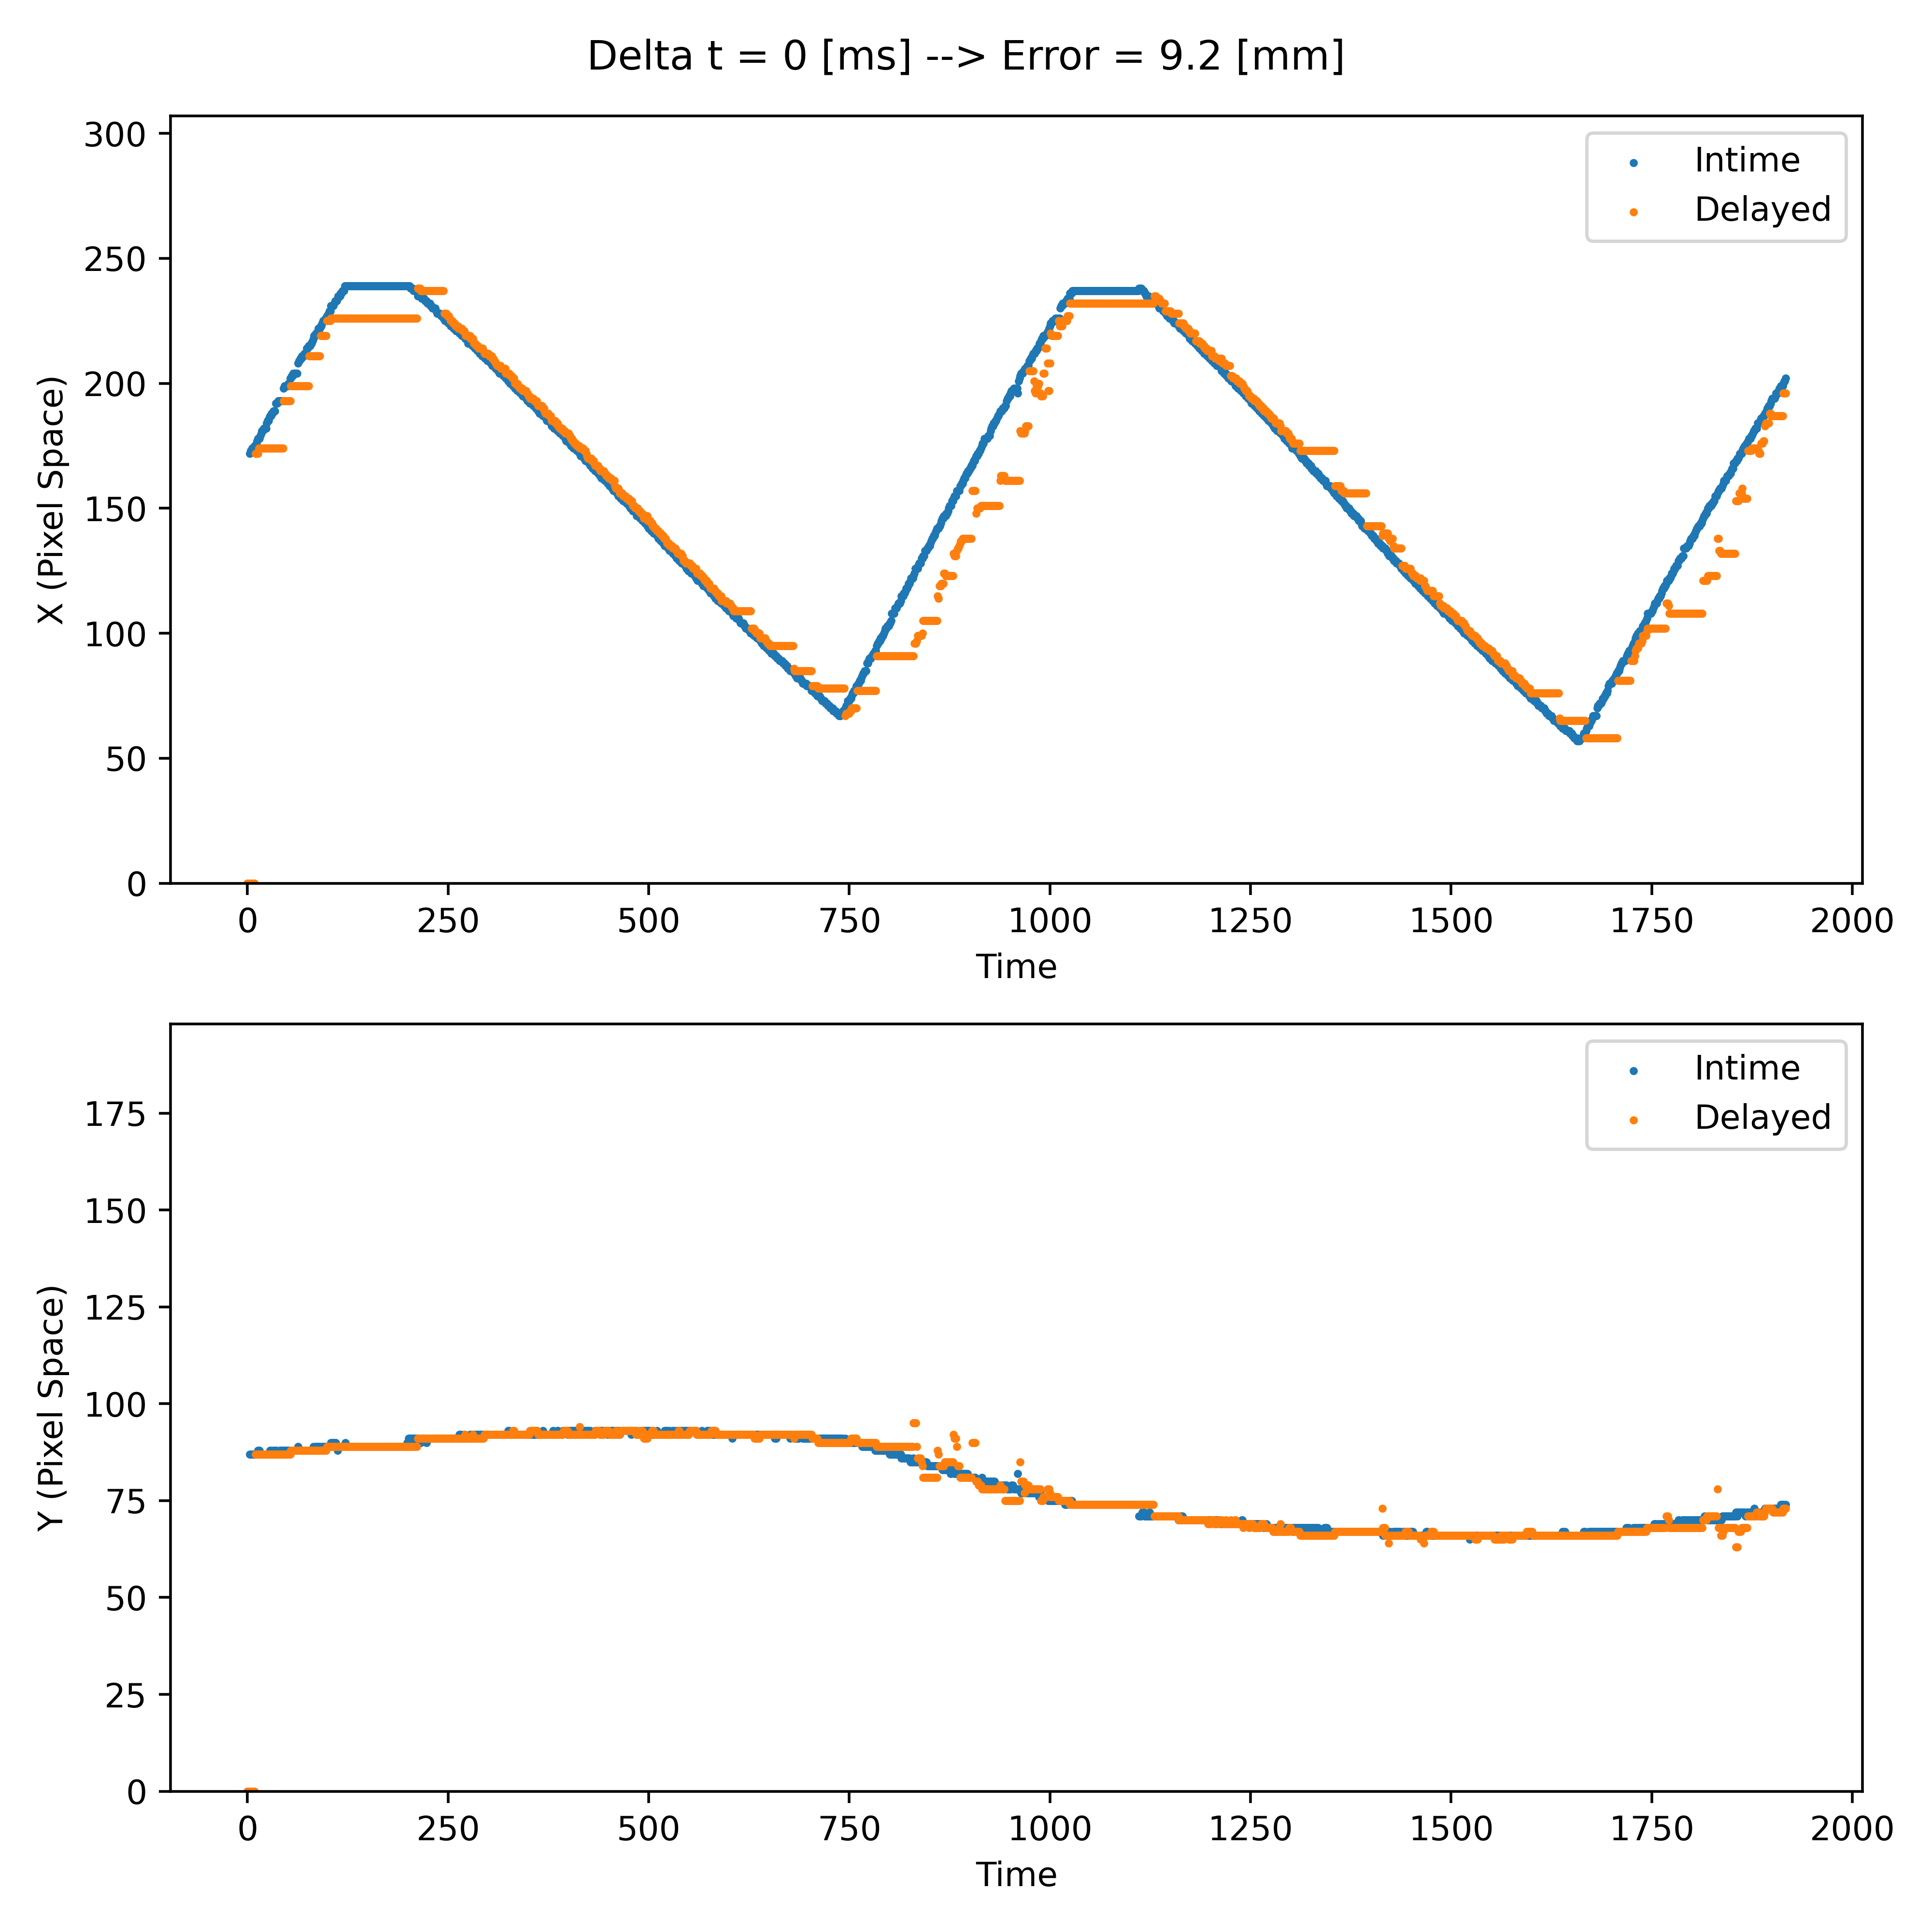 Delta t = 0 [ms] --> Error = 9.2 [mm]
300
250
200
150
100
50
0
X (Pixel Space)
Intime
Delayed
0 250 500 750 1000 1250 1500 1750 2000
Time
175
150
125
100
75
50
25
0
Y (Pixel Space)
Intime
Delayed
0 250 500 750 1000 1250 1500 1750 2000
Time